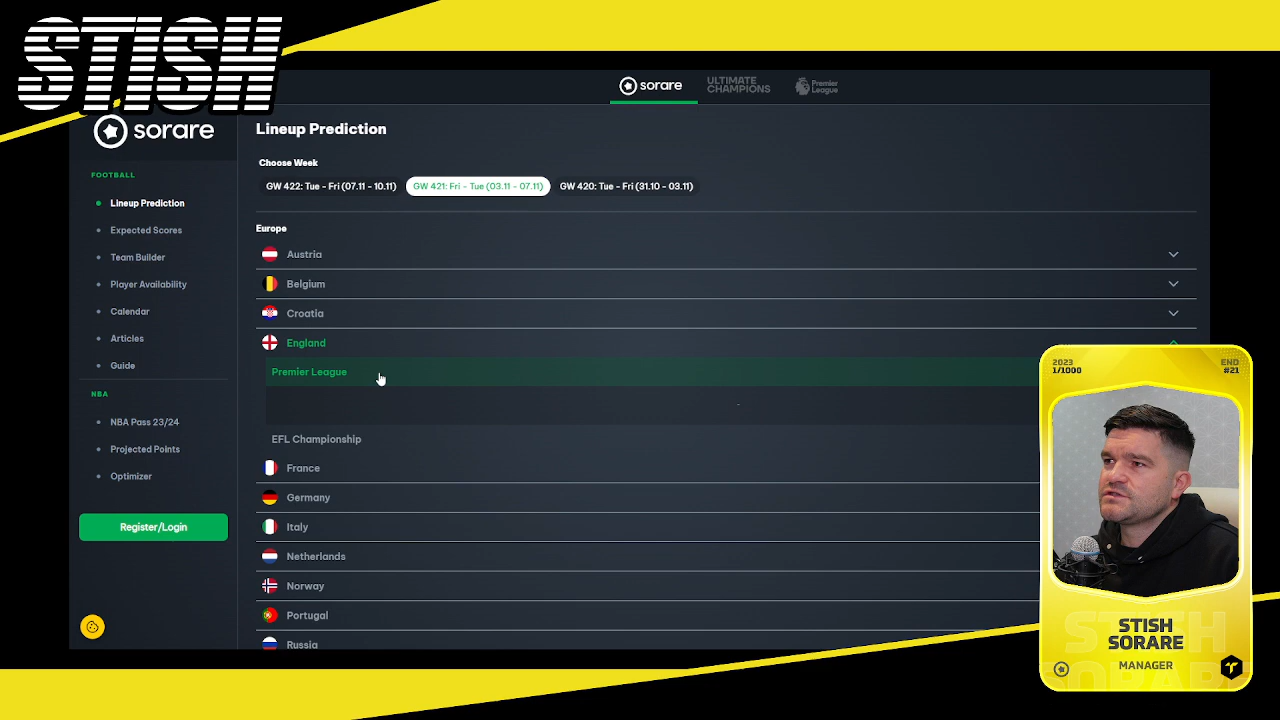 STISH
sorare
ULTIMATE
CHAMPIONS
Premier
League
sorare
Lineup Prediction
Choose Week
GW 422: Tue - Fri (07.11 - 10.11)
GW 421: Fri - Tue (03.11 - 07.11)
GW 420: Tue - Fri (31.10 - 03.11)
FOOTBALL
Lineup Prediction
Expected Scores
Team Builder
Player Availability
Calendar
Articles
Guide
NBA
NBA Pass 23/24
Projected Points
Optimizer
Register/Login
Europe
Austria
Belgium
Croatia
England
Premier League
EFL Championship
France
Germany
Italy
Netherlands
Norway
Portugal
Russia
2023
1/1000
END
#21
STISH
SORARE
MANAGER